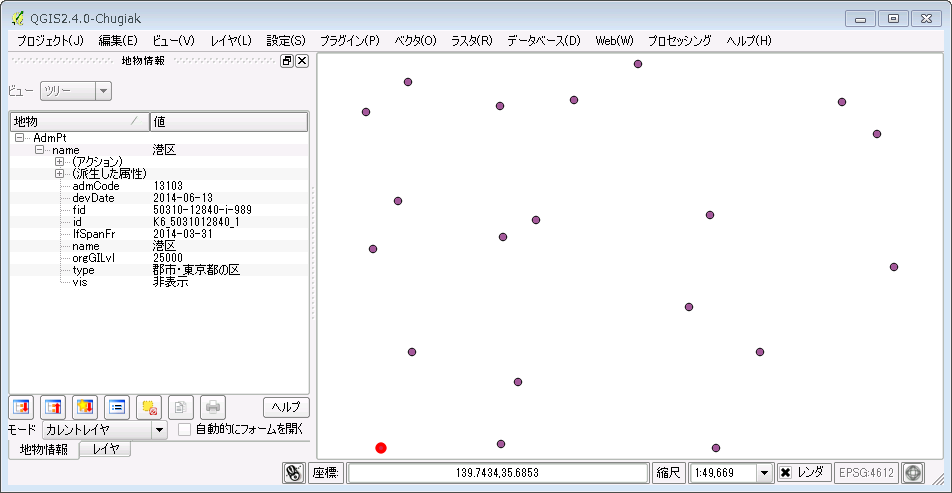 QGIS2.4.0-Chugiak
プロジェクト(J) 編集(E) ビュー(V) レイヤ(L) 設定(S) プラグイン(P) ベクタ(O) ラスタ(R) データベース(D) Web(W) プロセッシング ヘルプ(H)
地物情報
ビュー ツリー
地物 値
AdmPt
name 港区
(アクション)
(派生した属性)
admCode 13103
devDate 2014-06-13
fid 50310-12840-i-989
id K6_5031012840_1
lfSpanFr 2014-03-31
name 港区
orgGILvl 25000
type 郡市・東京都の区
vis 非表示
ヘルプ
モード カレントレイヤ 自動的にフォームを開く
地物情報 レイヤ
座標: 139.7434,35.6853 縮尺 1:49,669 レンダ EPSG:4612